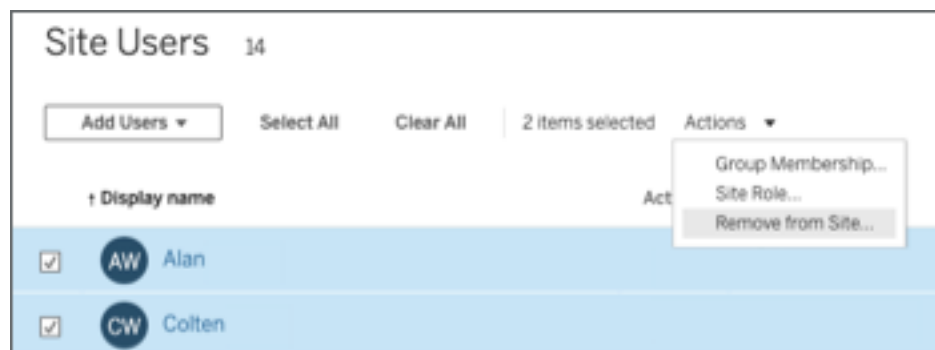 Site Users 14
Add Users Select All Clear All 2 items selected Actions
Group Membership...
↑ Display name Act Site Role...
Remove from Site...
AW Alan
CW Colten